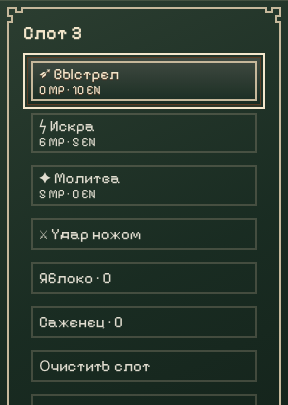 Слот 3
Выстрел
0 MP · 10 EN
Искра
6 MP · 5 EN
Молитва
5 MP · 0 EN
Удар ножом
Яблоко · 0
Саженец · 0
Очистить слот